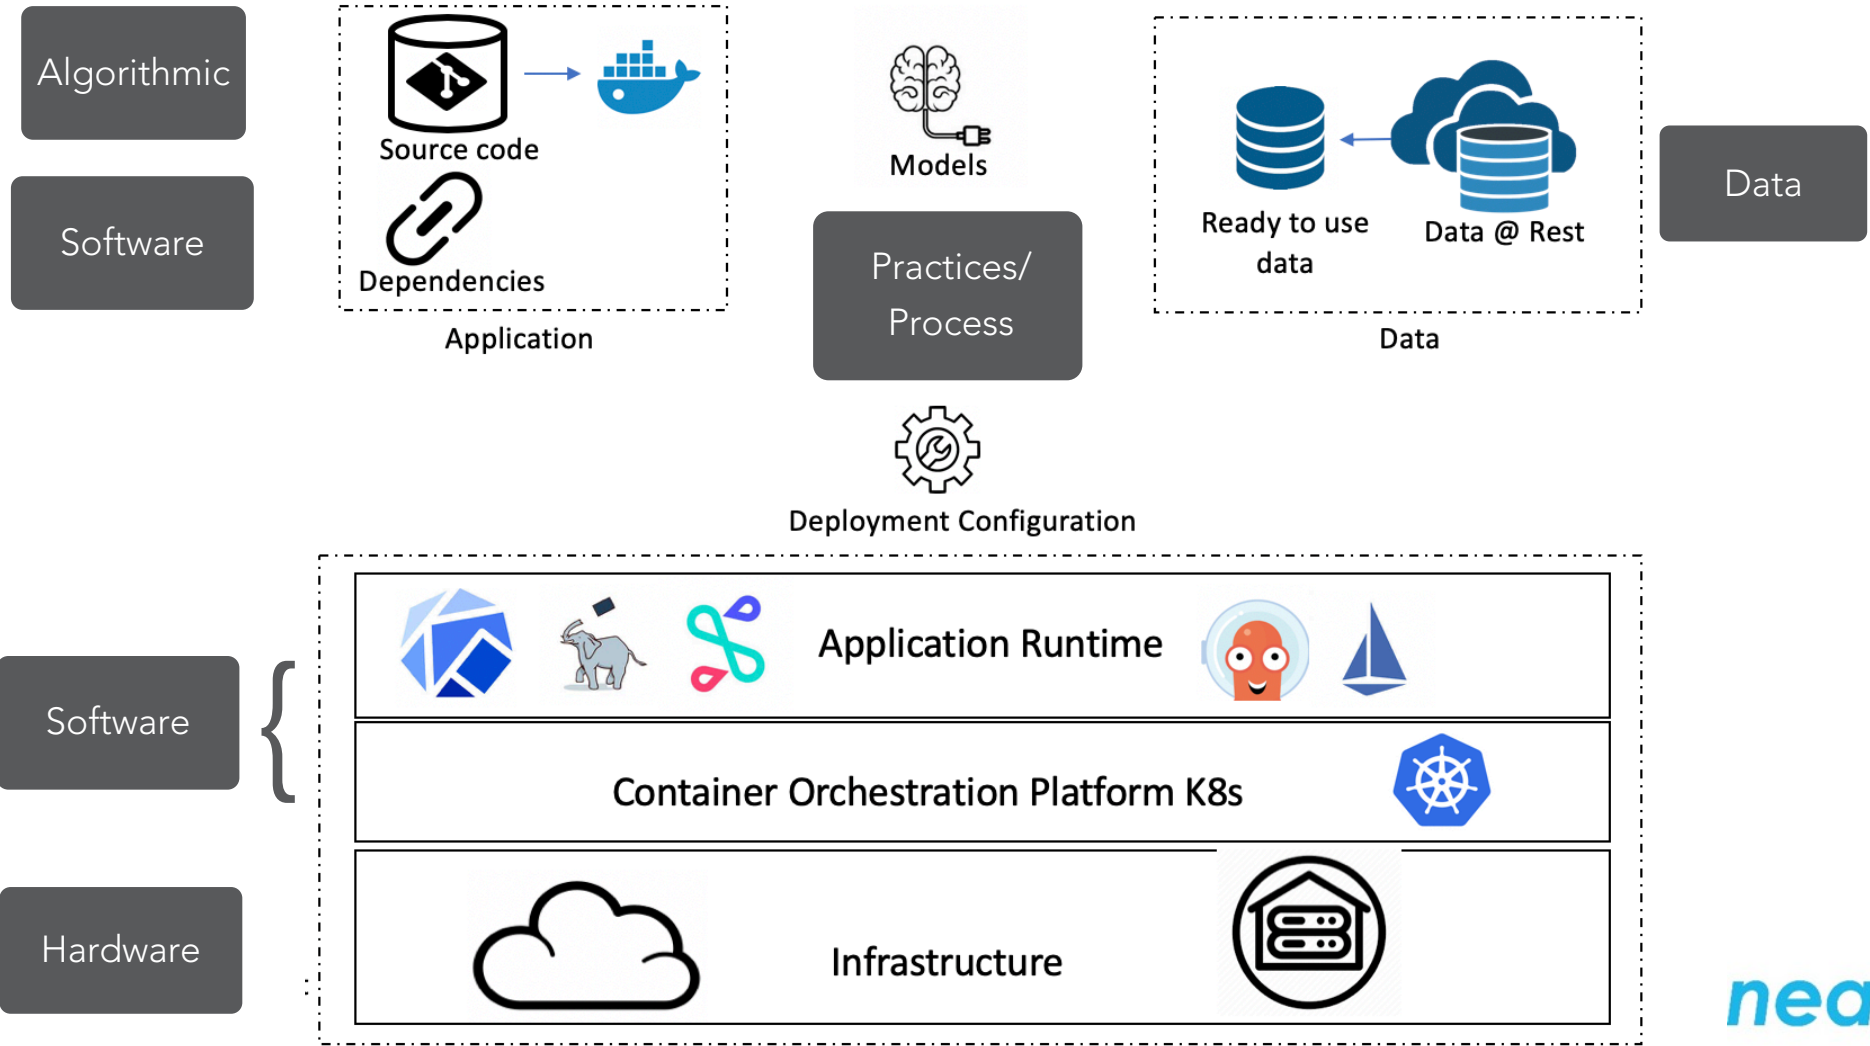 Algorithmic
Software
Source code
Dependencies
Application
Models
Practices/
Process
Ready to use
data
Data @ Rest
Data
Data
Deployment Configuration
Software
{
Application Runtime
Container Orchestration Platform K8s
Hardware
:
Infrastructure
nea